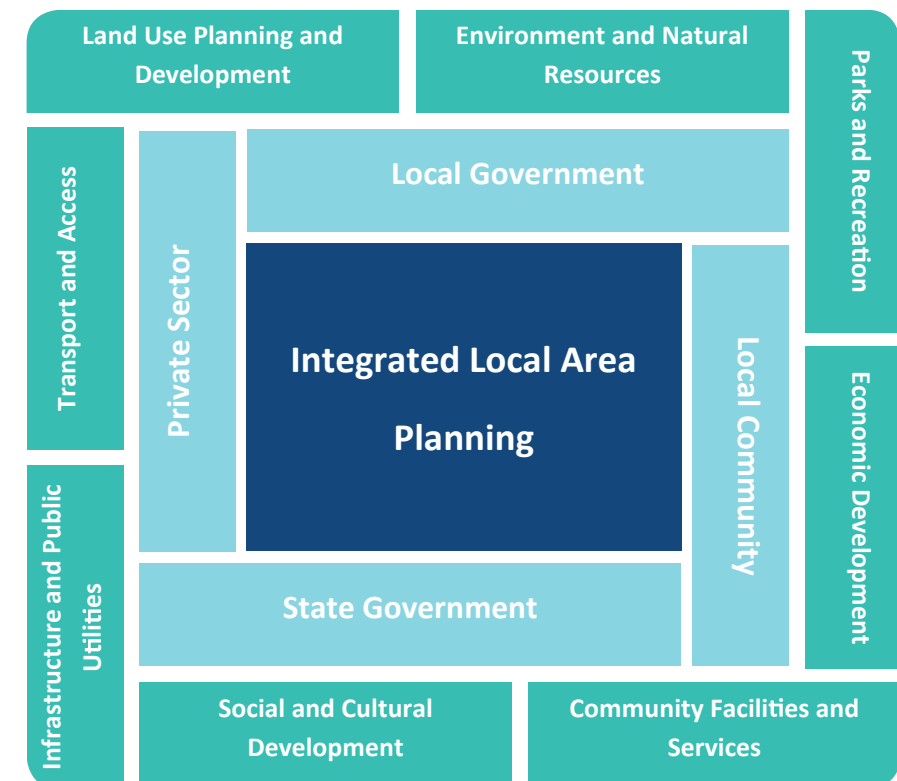 Land Use Planning and
Development
Environment and Natural
Resources
Parks and Recreation
Transport and Access
Private Sector
Local Government
Integrated Local Area
Planning
Local Community
Economic Development
Infrastructure and Public
Utilities
State Government
Social and Cultural
Development
Community Facilities and
Services